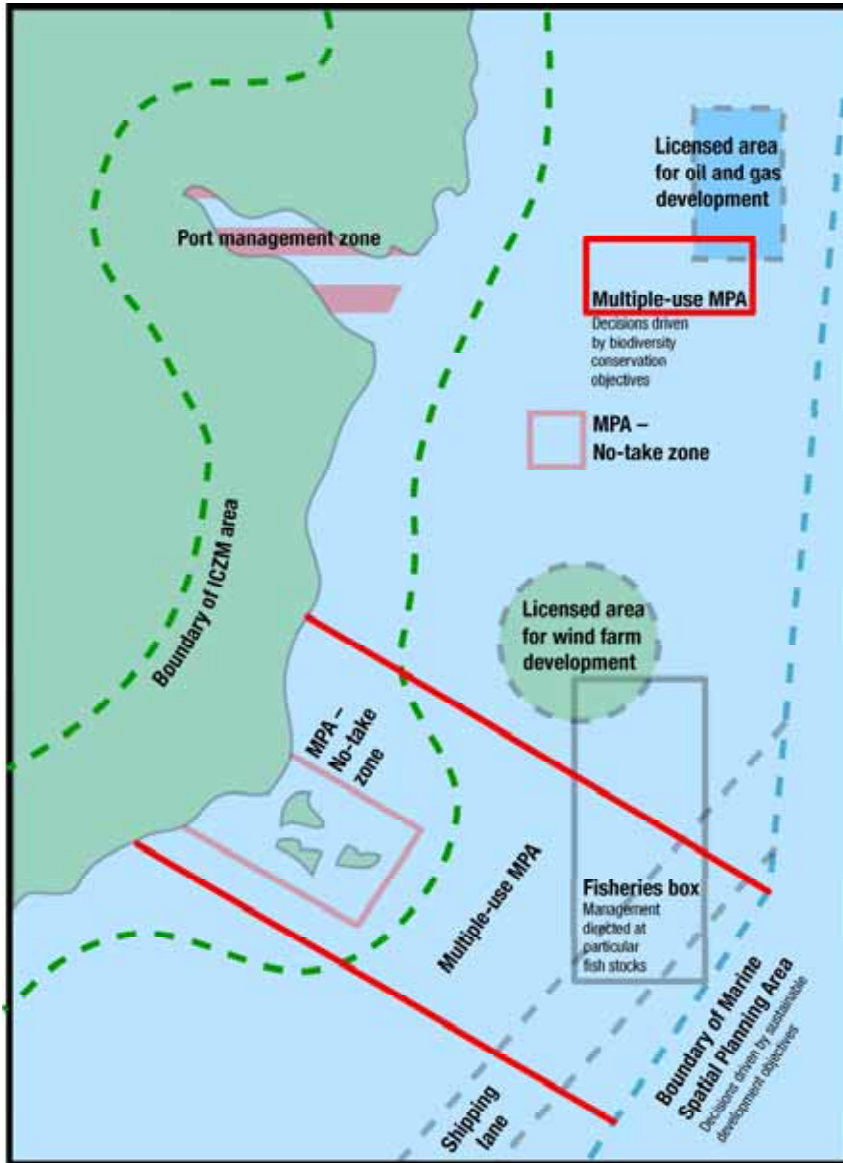 Licensed area
for oil and gas
development
Port management zone
Multiple-use MPA
Decisions driven
by biodiversity
conservation
objectives
MPA –
No-take zone
Boundary of ICZM area
Licensed area
for wind farm
development
MPA –
No-take
zone
Multiple-use MPA
Fisheries box
Management
directed at
particular
fish stocks
Boundary of Marine
Spatial Planning Area
Decisions driven by sustainable
development objectives
Shipping
lane